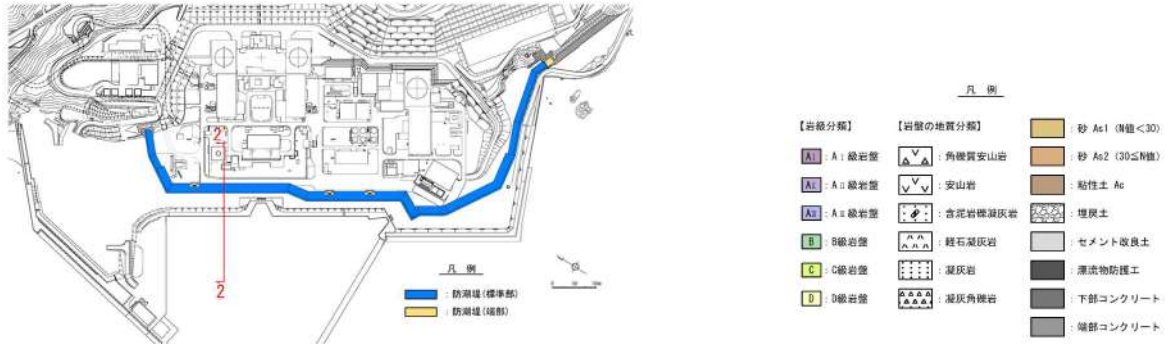 2
2
凡 例
：防潮堤(標準部)
：防潮堤(端部)
凡 例
【岩級分類】
A1：AⅠ級岩盤
：AⅡ級岩盤
：AⅢ級岩盤
B：B級岩盤
C：C級岩盤
D：D級岩盤
【岩盤の地質分類】
：角礫質安山岩
：安山岩
：含泥岩礫凝灰岩
：軽石凝灰岩
：凝灰岩
：凝灰角礫岩
：砂 As1 (N値<30)
：砂 As2 (30≦N値)
：粘性土 Ac
：埋戻土
：セメント改良土
：漂流物防護工
：下部コンクリート
：端部コンクリート